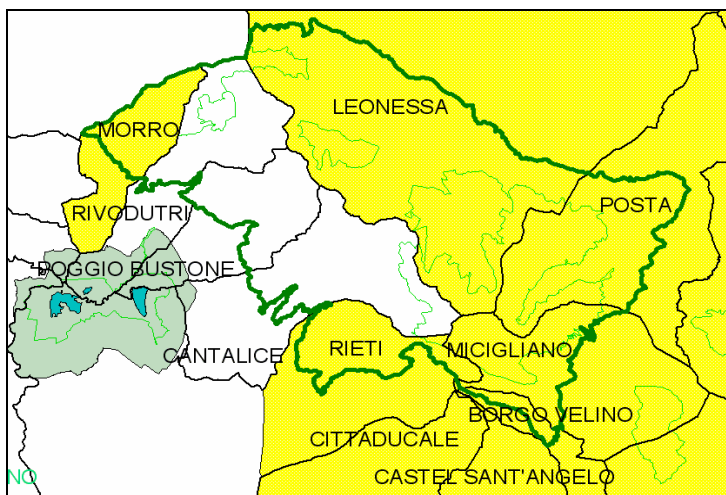 LEONESSA
MORRO
POSTA
RIVODUTRI
POGGIO BUSTONE
CANTALICE
RIETI
MICIGLIANO
BORGO VELINO
CITTADUCALE
CASTEL SANT'ANGELO
NO